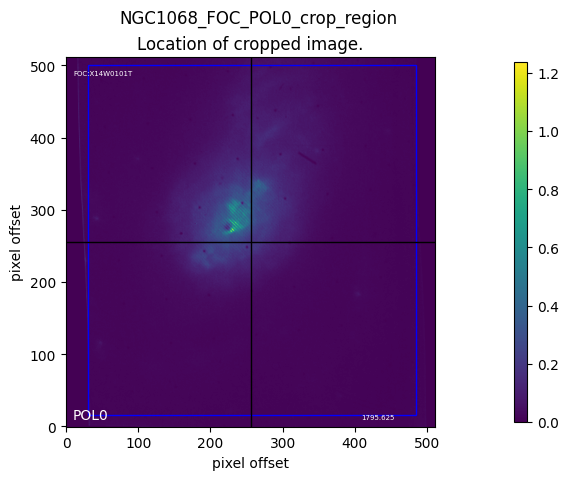 NGC1068_FOC_POL0_crop_region
Location of cropped image.
FOC:X14W0101T
500
400
300
200
100
0
pixel offset
POL0
1795.625
0 100 200 300 400 500
pixel offset
1.2
1.0
0.8
0.6
0.4
0.2
0.0